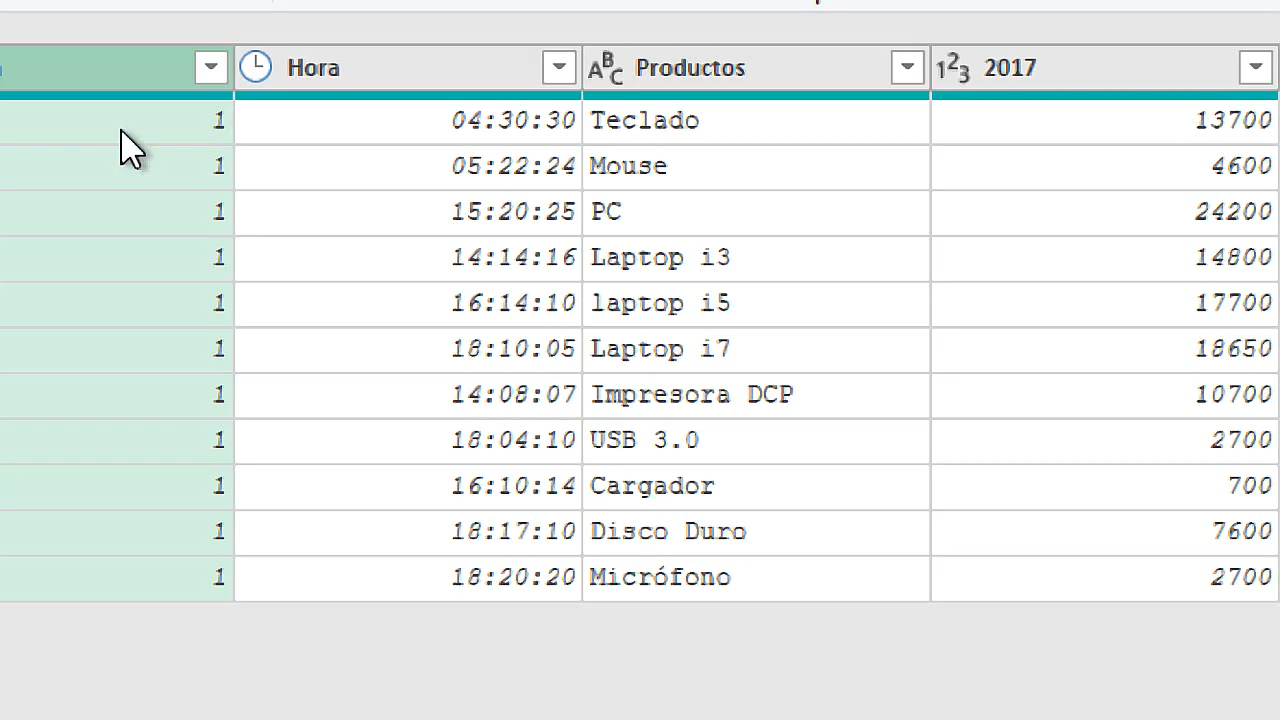 Hora ABC Productos 123 2017
1 04:30:30 Teclado 13700
1 05:22:24 Mouse 4600
1 15:20:25 PC 24200
1 14:14:16 Laptop i3 14800
1 16:14:10 laptop i5 17700
1 18:10:05 Laptop i7 18650
1 14:08:07 Impresora DCP 10700
1 18:04:10 USB 3.0 2700
1 16:10:14 Cargador 700
1 18:17:10 Disco Duro 7600
1 18:20:20 Micrófono 2700